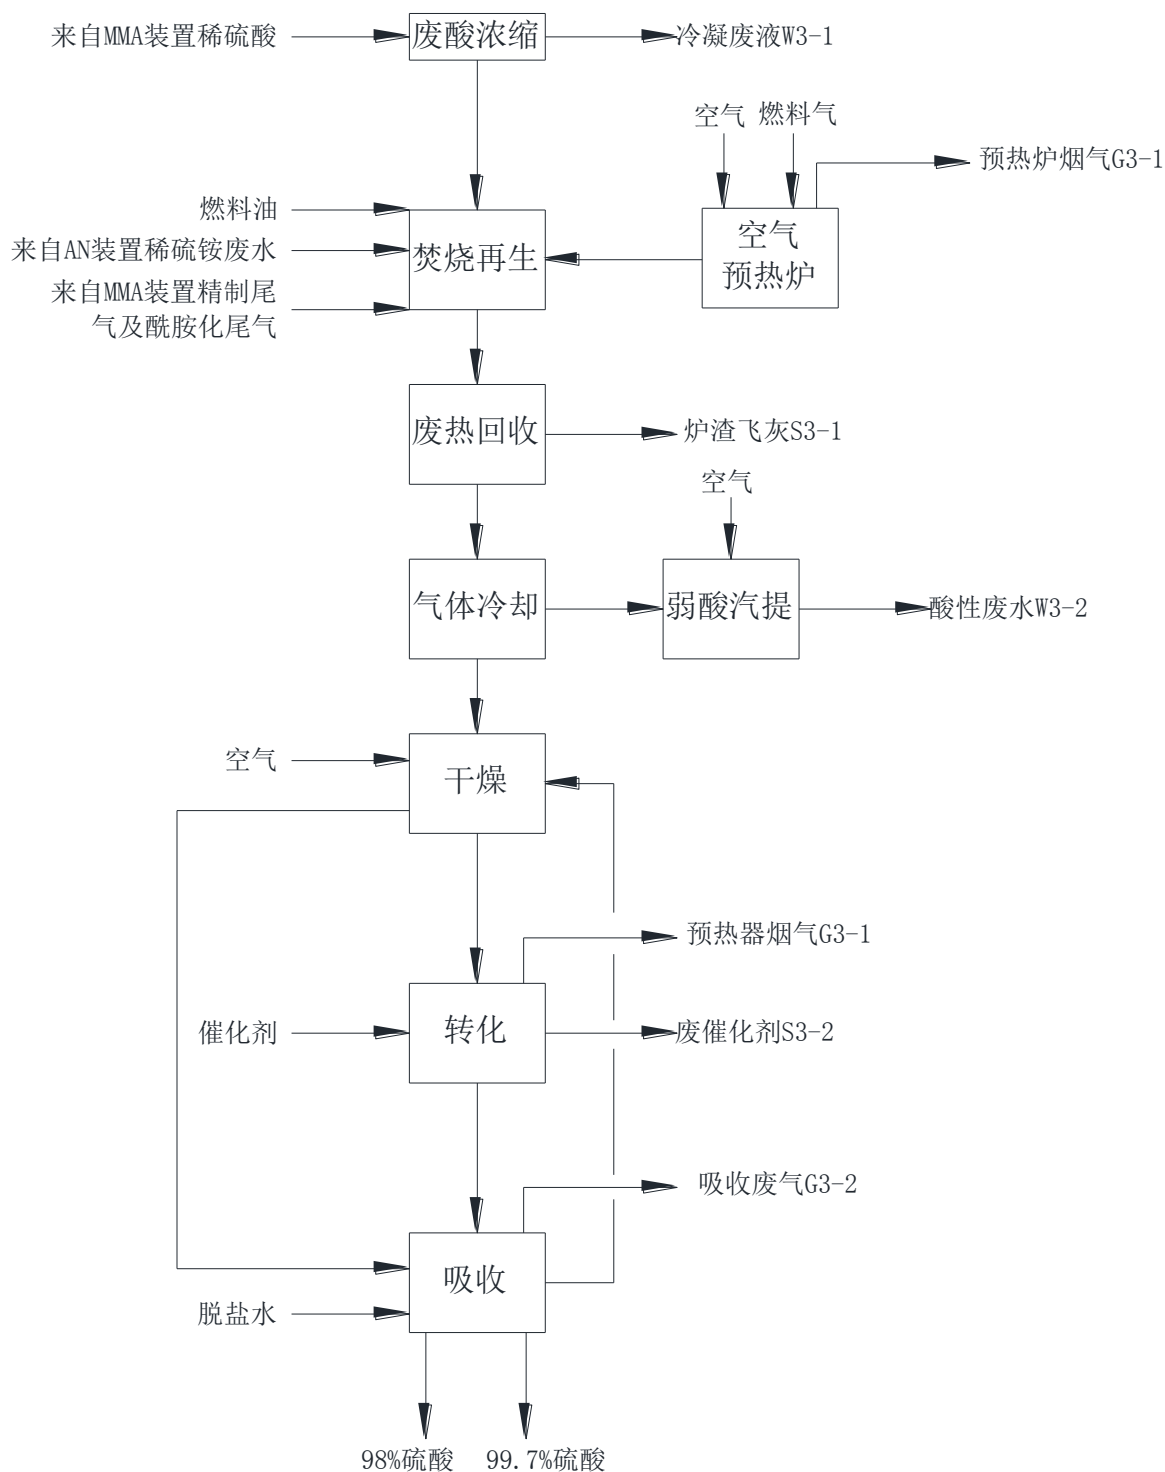 来自MMA装置稀硫酸
废酸浓缩
冷凝废液W3-1
空气
燃料气
预热炉烟气G3-1
燃料油
来自AN装置稀硫铵废水
来自MMA装置精制尾
气及酰胺化尾气
焚烧再生
空气
预热炉
废热回收
炉渣飞灰S3-1
空气
气体冷却
弱酸汽提
酸性废水W3-2
空气
干燥
预热器烟气G3-1
催化剂
转化
废催化剂S3-2
吸收废气G3-2
吸收
脱盐水
98%硫酸
99.7%硫酸